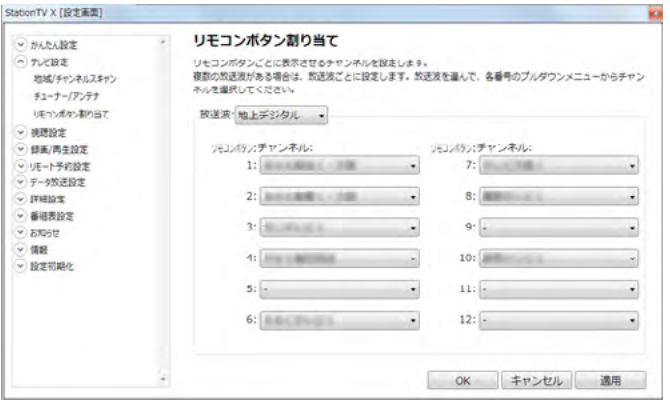 StationTV X [設定画面]
かんたん設定
テレビ設定
地域/チャンネルスキャン
チューナー/アンテナ
リモコンボタン割り当て
視聴設定
録画/再生設定
リモート予約設定
データ放送設定
詳細設定
番組表設定
お知らせ
情報
設定初期化
リモコンボタン割り当て
リモコンボタンごとに表示させるチャンネルを設定します。
複数の放送波がある場合は、放送波ごとに設定します。放送波を選んで、各番号のプルダウンメニューからチャン
ネルを選択してください。
放送波: 地上デジタル
リモコンボタン:チャンネル:
1:
2:
3:
4:
5: -
6:
リモコンボタン:チャンネル:
7:
8:
9: -
10:
11: -
12: -
OK キャンセル 適用